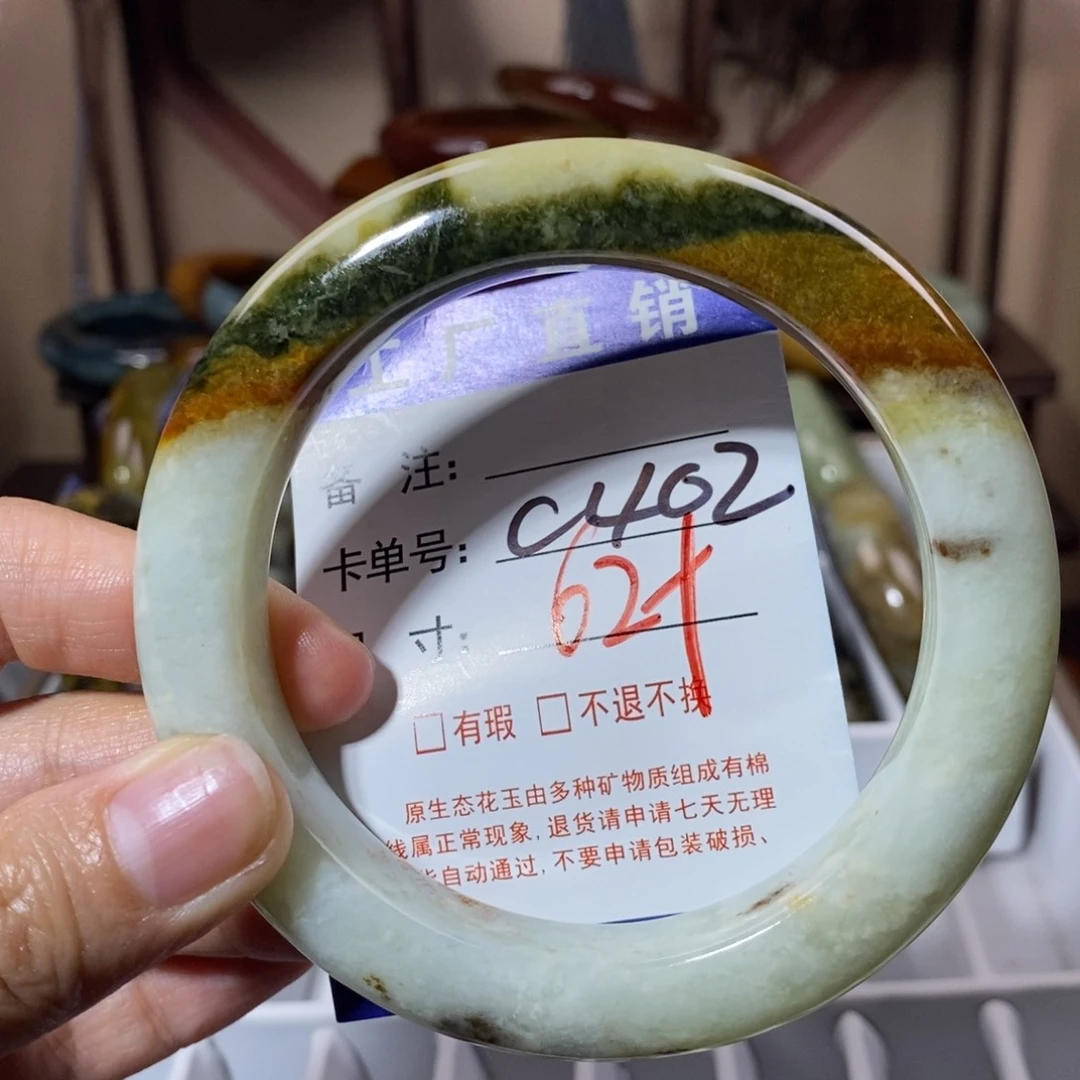 工厂直销
备 注:
卡单号: C402
寸: 62+
□有瑕 □不退不换
原生态花玉由多种矿物质组成有棉
线属正常现象,退货请申请七天无理
自动通过,不要申请包装破损、